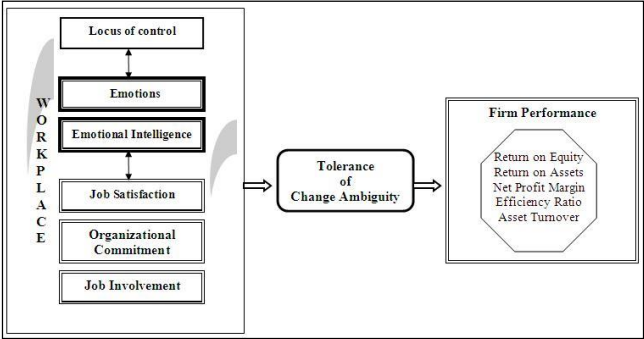 Locus of control
Emotions
Emotional Intelligence
Job Satisfaction
Organizational
Commitment
Job Involvement
WORKPLACE
Tolerance
of
Change Ambiguity
Firm Performance
Return on Equity
Return on Assets
Net Profit Margin
Efficiency Ratio
Asset Turnover